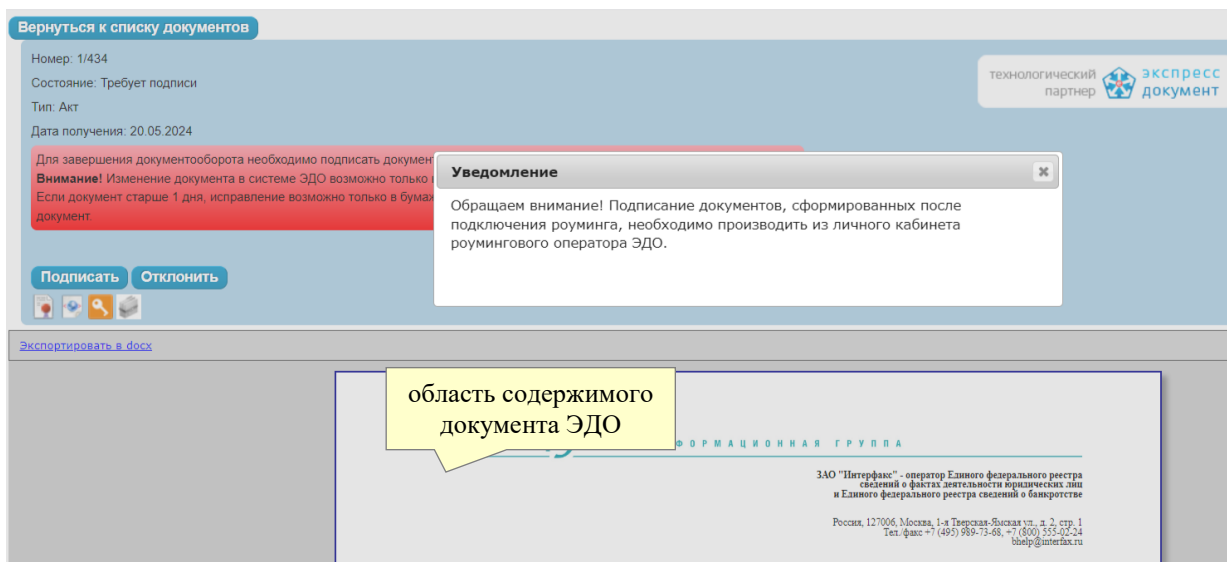 Вернуться к списку документов
Номер: 1/434
Состояние: Требует подписи
Тип: Акт
Дата получения: 20.05.2024
технологический
партнер
экспресс
документ
Для завершения документооборота необходимо подписать докумен
Внимание! Изменение документа в системе ЭДО возможно только
Если документ старше 1 дня, исправление возможно только в бумаж
документ.
Уведомление
Обращаем внимание! Подписание документов, сформированных после
подключения роуминга, необходимо производить из личного кабинета
роумингового оператора ЭДО.
Подписать
Отклонить
Экспортировать в docx
область содержимого
документа ЭДО
ФОРМАЦИОННАЯ ГРУППА
ЗАО "Интерфакс" - оператор Единого федерального реестра
сведений о фактах деятельности юридических лиц
и Единого федерального реестра сведений о банкротстве
Россия, 127006, Москва, 1-я Тверская-Ямская ул., д. 2, стр. 1
Тел./факс +7 (495) 989-73-68, +7 (800) 555-02-24
bhelp@interfax.ru